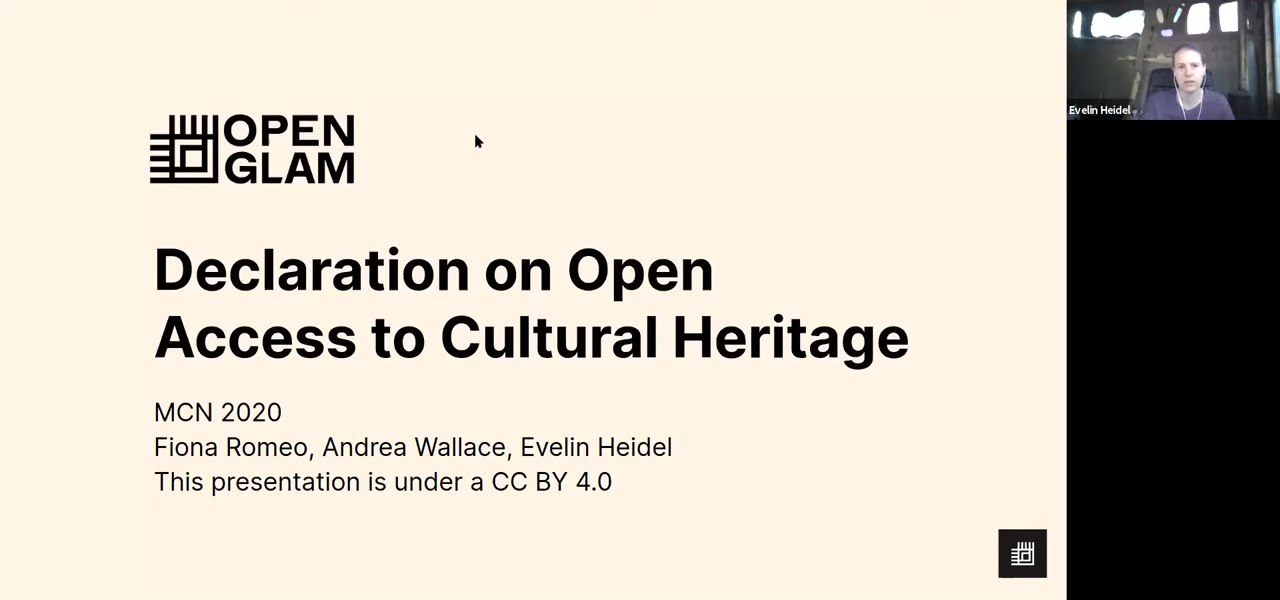 OPEN
GLAM
Declaration on Open
Access to Cultural Heritage
MCN 2020
Fiona Romeo, Andrea Wallace, Evelin Heidel
This presentation is under a CC BY 4.0
Evelin Heidel